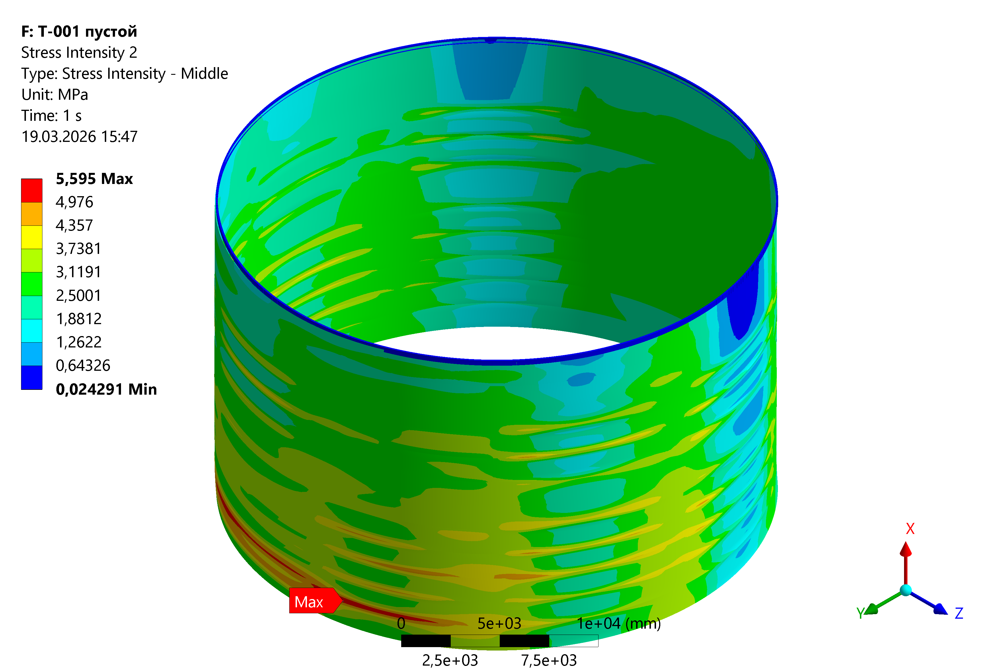 F: T-001 пустой
Stress Intensity 2
Type: Stress Intensity - Middle
Unit: MPa
Time: 1 s
19.03.2026 15:47
5,595 Max
4,976
4,357
3,7381
3,1191
2,5001
1,8812
1,2622
0,64326
0,024291 Min
Max
0 5e+03 1e+04 (mm)
2,5e+03 7,5e+03
X
Y
Z